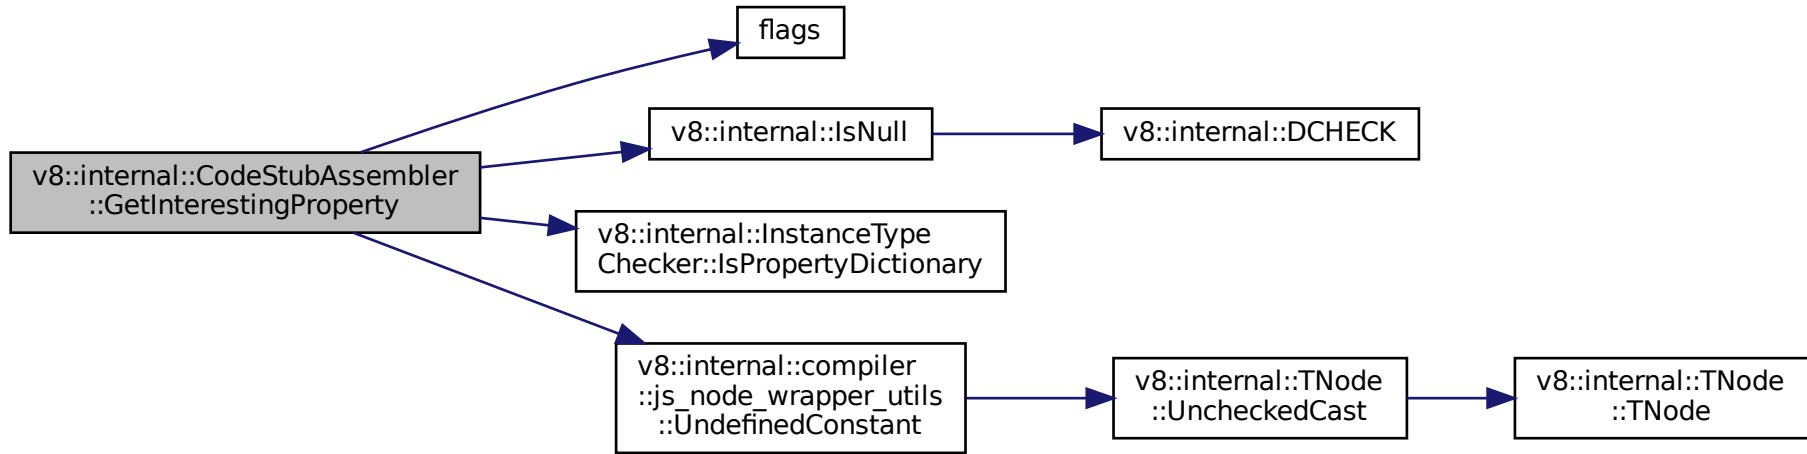 flags
v8::internal::IsNull
v8::internal::DCHECK
v8::internal::CodeStubAssembler
::GetInterestingProperty
v8::internal::InstanceType
Checker::IsPropertyDictionary
v8::internal::compiler
::js_node_wrapper_utils
::UndefinedConstant
v8::internal::TNode
::UncheckedCast
v8::internal::TNode
::TNode